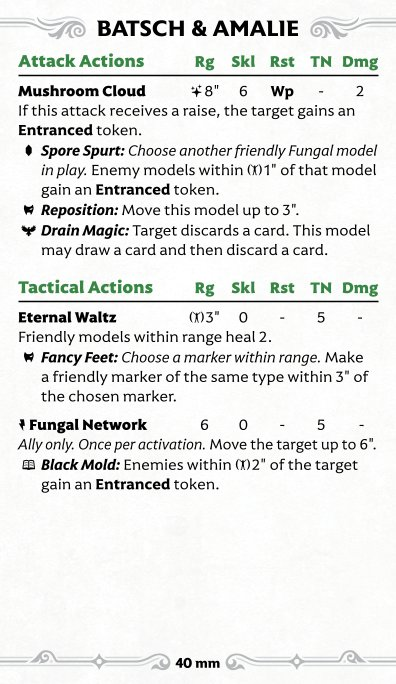 BATSCH & AMALIE
Attack Actions Rg Skl Rst TN Dmg
Mushroom Cloud 8" 6 Wp - 2
If this attack receives a raise, the target gains an
Entranced token.
Spore Spurt: Choose another friendly Fungal model
in play. Enemy models within 1" of that model
gain an Entranced token.
Reposition: Move this model up to 3".
Drain Magic: Target discards a card. This model
may draw a card and then discard a card.
Tactical Actions Rg Skl Rst TN Dmg
Eternal Waltz 3" 0 - 5 -
Friendly models within range heal 2.
Fancy Feet: Choose a marker within range. Make
a friendly marker of the same type within 3" of
the chosen marker.
Fungal Network 6 0 - 5 -
Ally only. Once per activation. Move the target up to 6".
Black Mold: Enemies within 2" of the target
gain an Entranced token.
40 mm